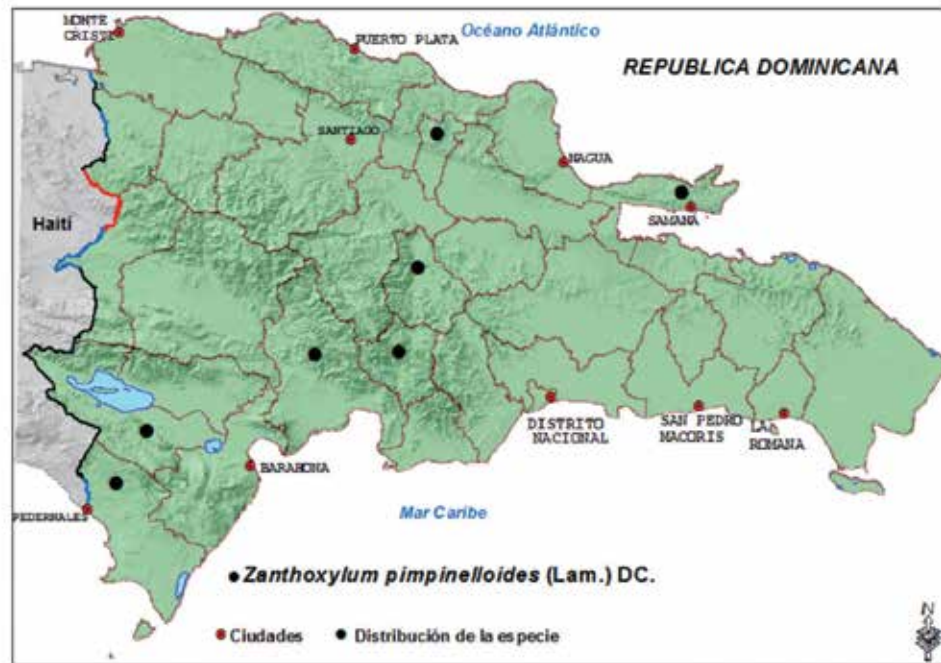 MONTE
CRISTI
PUERTO PLATA
Océano Atlántico
REPUBLICA DOMINICANA
SANTIAGO
NAGUA
SAMANA
Haití
DISTRITO
NACIONAL
SAN PEDRO
MACORIS
LA
ROMANA
BARAHONA
PEDERNALES
Mar Caribe
Zanthoxylum pimpinelloides (Lam.) DC.
Ciudades
Distribución de la especie
N